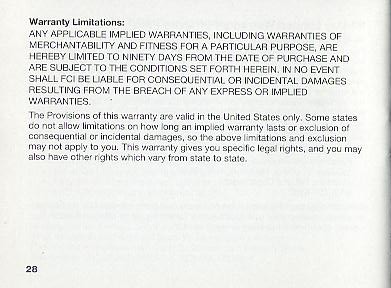 Warranty Limitations:
ANY APPLICABLE IMPLIED WARRANTIES, INCLUDING WARRANTIES OF
MERCHANTABILITY AND FITNESS FOR A PARTICULAR PURPOSE, ARE
HEREBY LIMITED TO NINETY DAYS FROM THE DATE OF PURCHASE AND
ARE SUBJECT TO THE CONDITIONS SET FORTH HEREIN. IN NO EVENT
SHALL FCI BE LIABLE FOR CONSEQUENTIAL OR INCIDENTAL DAMAGES
RESULTING FROM THE BREACH OF ANY EXPRESS OR IMPLIED
WARRANTIES.
The Provisions of this warranty are valid in the United States only. Some states
do not allow limitations on how long an implied warranty lasts or exclusion of
consequential or incidental damages, so the above limitations and exclusion
may not apply to you. This warranty gives you specific legal rights, and you may
also have other rights which vary from state to state.
28